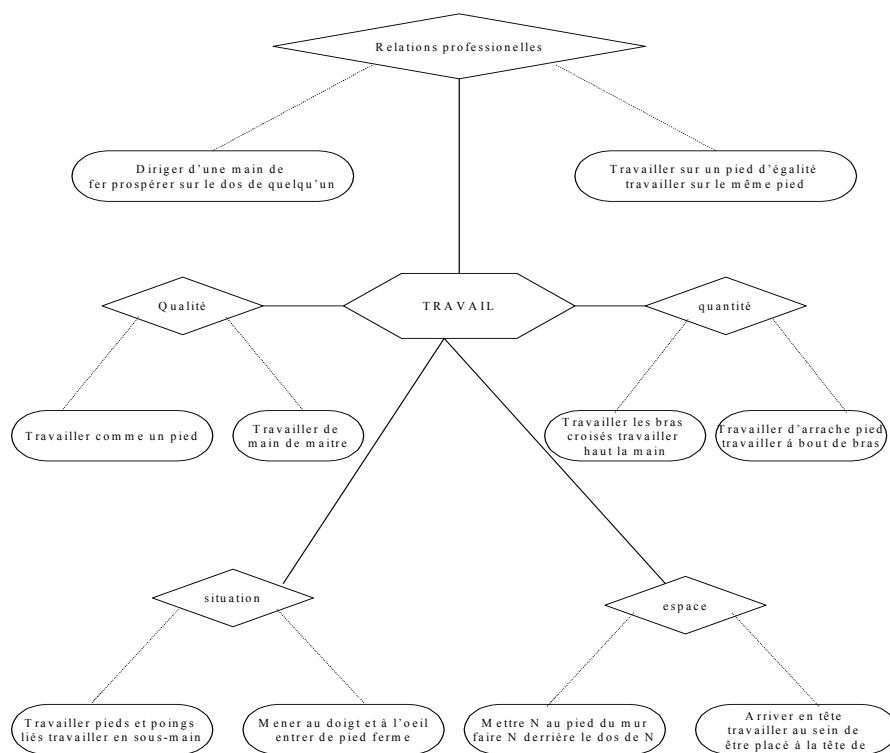 Relations professionelles
Diriger d'une main de
fer prospérer sur le dos de quelqu'un
Travailler sur un pied d'égalité
travailler sur le même pied
Qualité
TRAVAIL
quantité
Travailler comme un pied
Travailler de
main de maitre
Travailler les bras
croisés travailler
haut la main
Travailler d'arrache pied
travailler á bout de bras
situation
espace
Travailler pieds et poings
liés travailler en sous-main
Mener au doigt et à l'oeil
entrer de pied ferme
Mettre N au pied du mur
faire N derrière le dos de N
Arriver en tête
travailler au sein de
être placé à la tête de